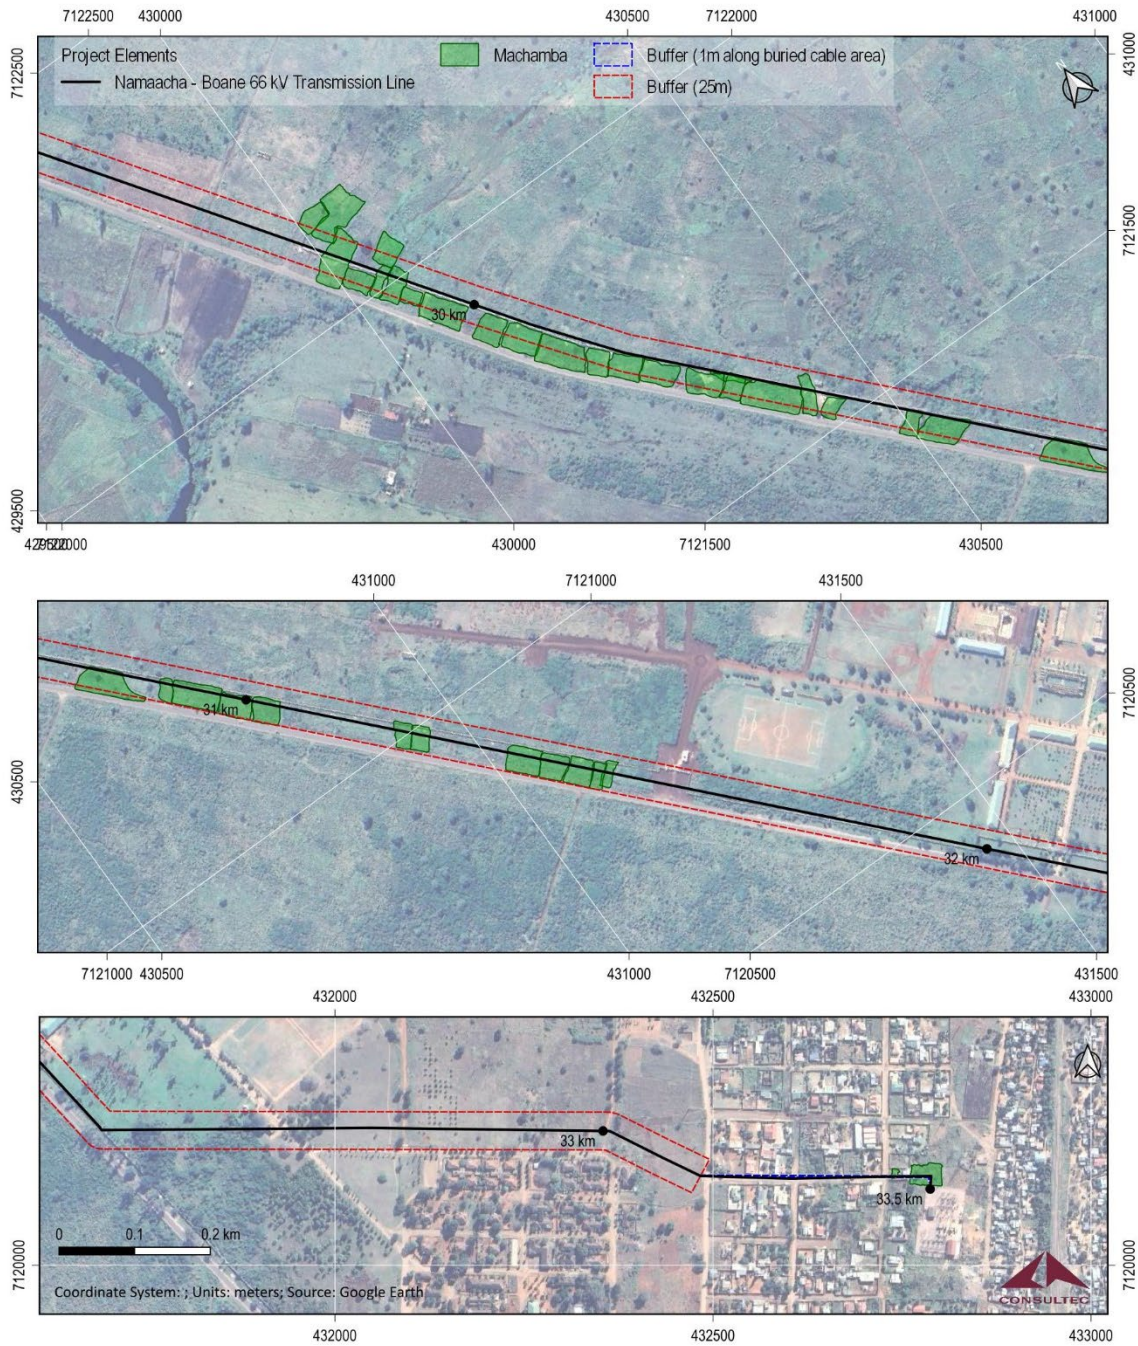 7122500 430000 430500 7122000 431000
Project Elements
Namaacha - Boane 66 kV Transmission Line
Machamba
Buffer (1m along buried cable area)
Buffer (25m)
N
7122500
431000
7121500
30 km
429500
429500 7122000 430000 7121500 430500
431000 7121000 431500
7120500
31 km
430500
32 km
7121000 430500 431000 7120500 431500
432000 432500 433000
33 km
33.5 km
0 0.1 0.2 km
7120000
7120000
Coordinate System: ; Units: meters; Source: Google Earth
CONSULTEC
432000 432500 433000